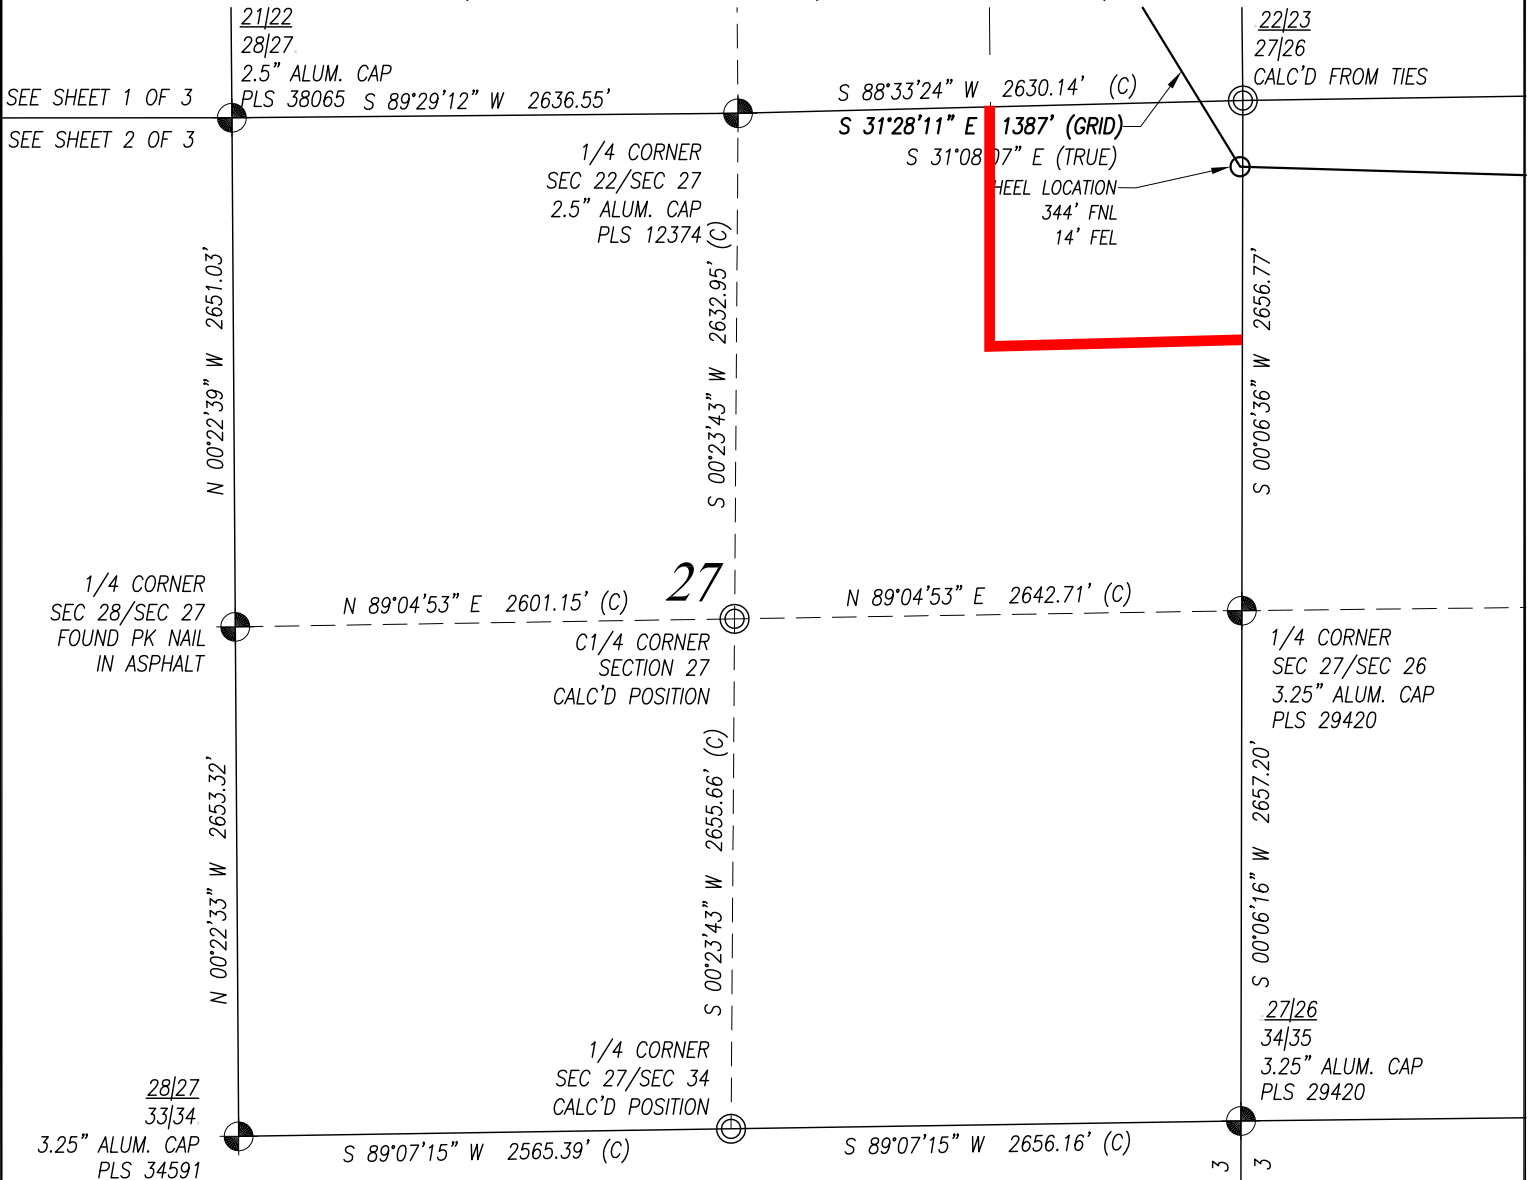 21|22
28|27
2.5" ALUM. CAP
PLS 38065
SEE SHEET 1 OF 3
SEE SHEET 2 OF 3
S 89°29'12" W 2636.55'
S 88°33'24" W 2630.14' (C)
22|23
27|26
CALC'D FROM TIES
S 31°28'11" E 1387' (GRID)
S 31°08'07" E (TRUE)
HEEL LOCATION
344' FNL
14' FEL
1/4 CORNER
SEC 22/SEC 27
2.5" ALUM. CAP
PLS 12374
N 00°22'39" W 2651.03'
S 00°23'43" W 2632.95' (C)
S 00°06'36" W 2656.77'
1/4 CORNER
SEC 28/SEC 27
FOUND PK NAIL
IN ASPHALT
N 89°04'53" E 2601.15' (C)
27
N 89°04'53" E 2642.71' (C)
C1/4 CORNER
SECTION 27
CALC'D POSITION
1/4 CORNER
SEC 27/SEC 26
3.25" ALUM. CAP
PLS 29420
N 00°22'33" W 2653.32'
S 00°23'43" W 2655.66' (C)
S 00°06'16" W 2657.20'
27|26
34|35
3.25" ALUM. CAP
PLS 29420
1/4 CORNER
SEC 27/SEC 34
CALC'D POSITION
28|27
33|34
3.25" ALUM. CAP
PLS 34591
S 89°07'15" W 2565.39' (C)
S 89°07'15" W 2656.16' (C)
3
3